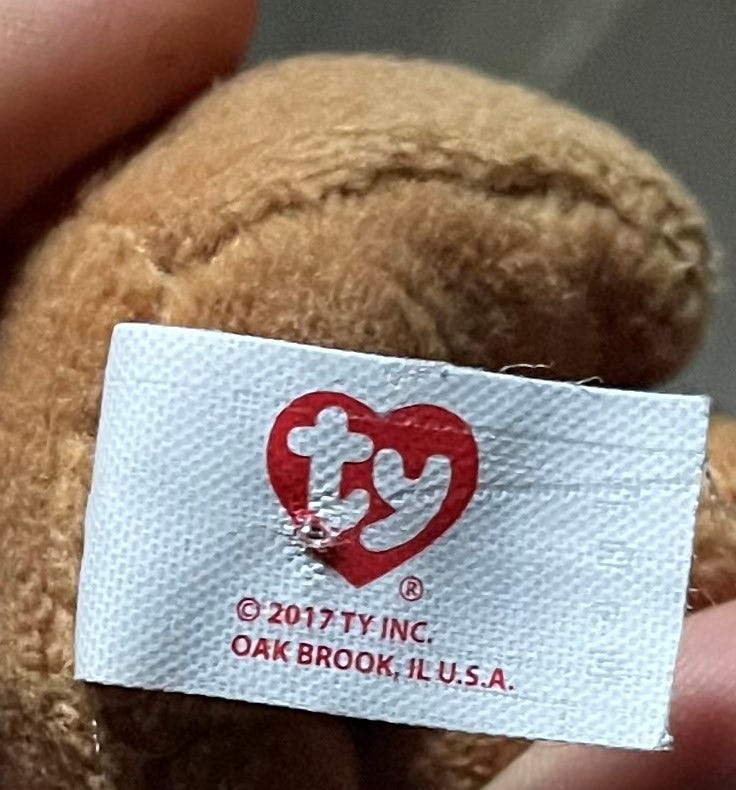 ty
®
© 2017 TY INC.
OAK BROOK, IL U.S.A.